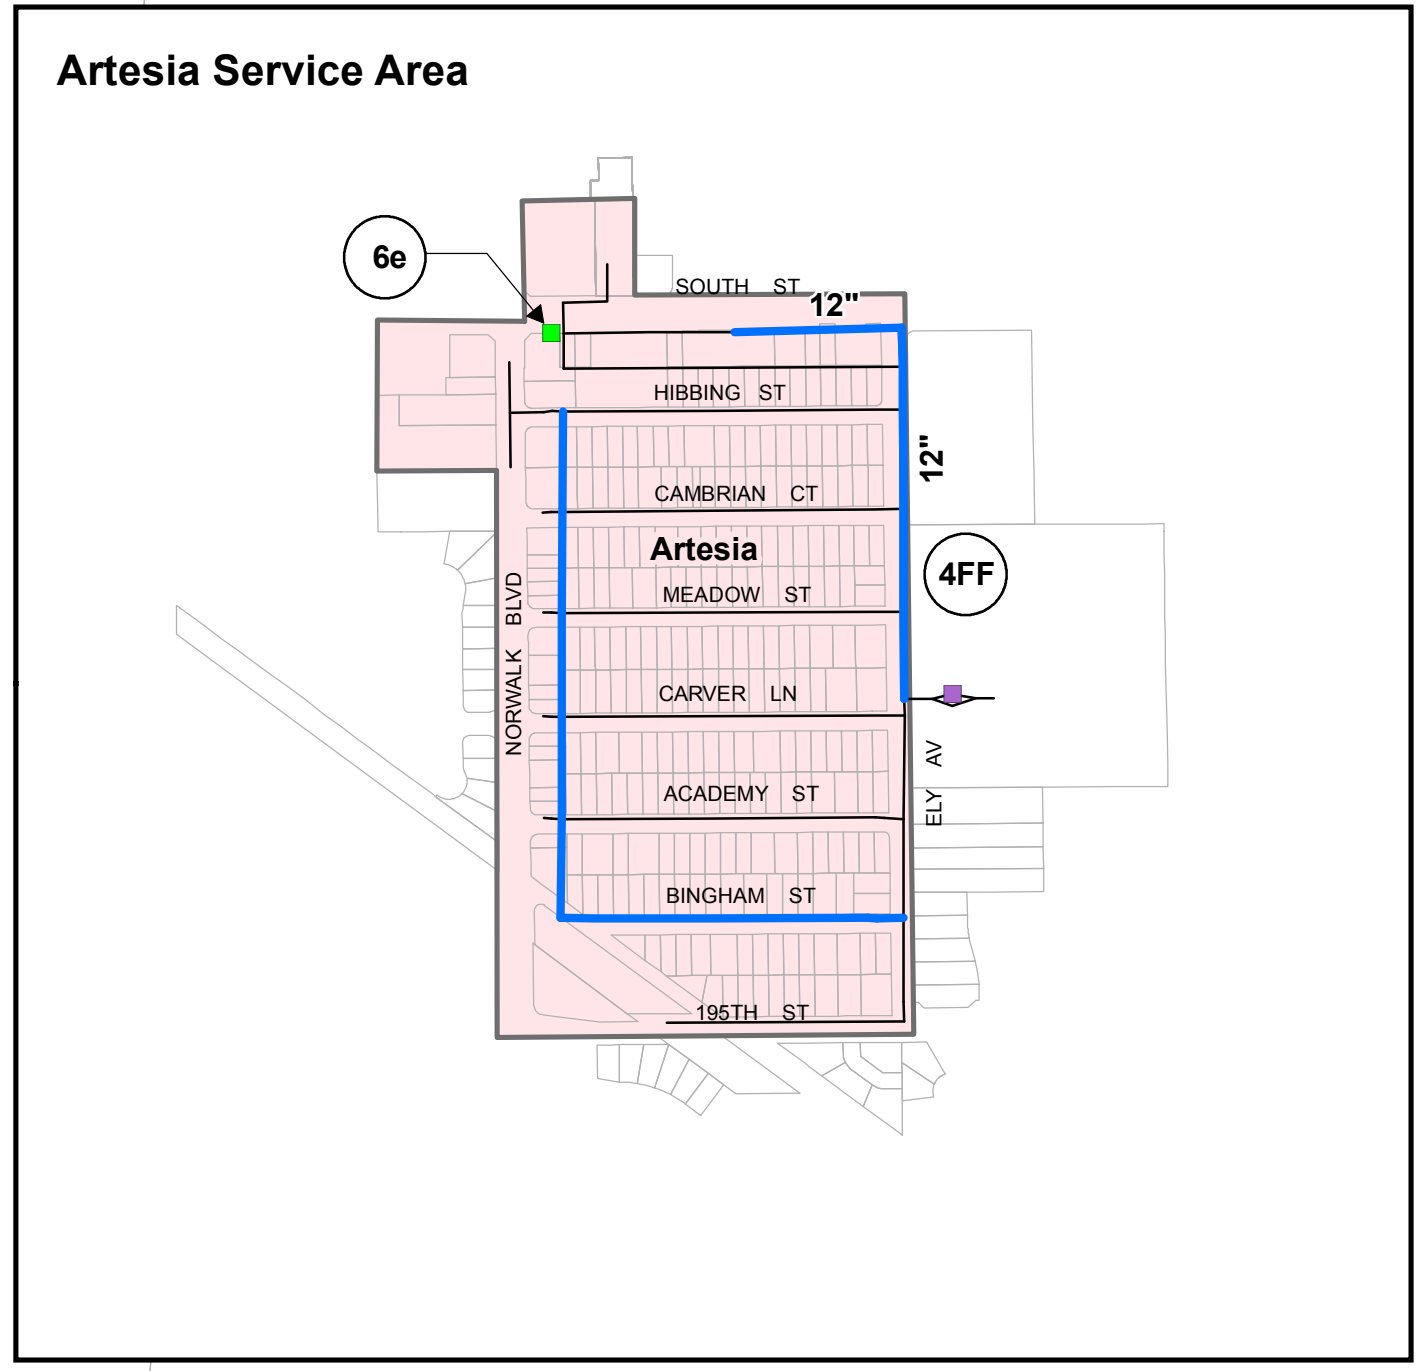 Artesia Service Area
6e
SOUTH ST
12"
HIBBING ST
12"
CAMBRIAN CT
Artesia
4FF
MEADOW ST
NORWALK BLVD
CARVER LN
ELY AV
ACADEMY ST
BINGHAM ST
195TH ST